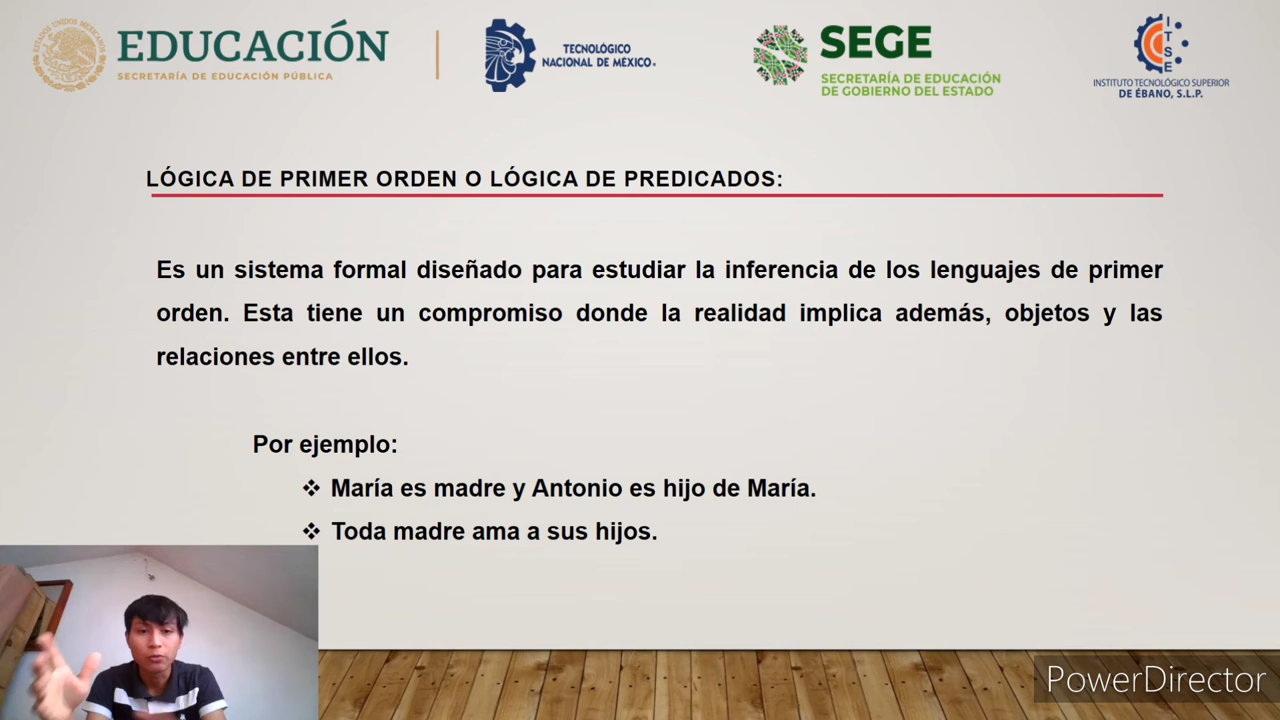 EDUCACIÓN
SECRETARÍA DE EDUCACIÓN PÚBLICA
TECNOLÓGICO
NACIONAL DE MÉXICO
SEGE
SECRETARÍA DE EDUCACIÓN
DE GOBIERNO DEL ESTADO
ITSE
INSTITUTO TECNOLÓGICO SUPERIOR
DE ÉBANO, S.L.P.
LÓGICA DE PRIMER ORDEN O LÓGICA DE PREDICADOS:
Es un sistema formal diseñado para estudiar la inferencia de los lenguajes de primer
orden. Esta tiene un compromiso donde la realidad implica además, objetos y las
relaciones entre ellos.
Por ejemplo:
❖ María es madre y Antonio es hijo de María.
❖ Toda madre ama a sus hijos.
PowerDirector